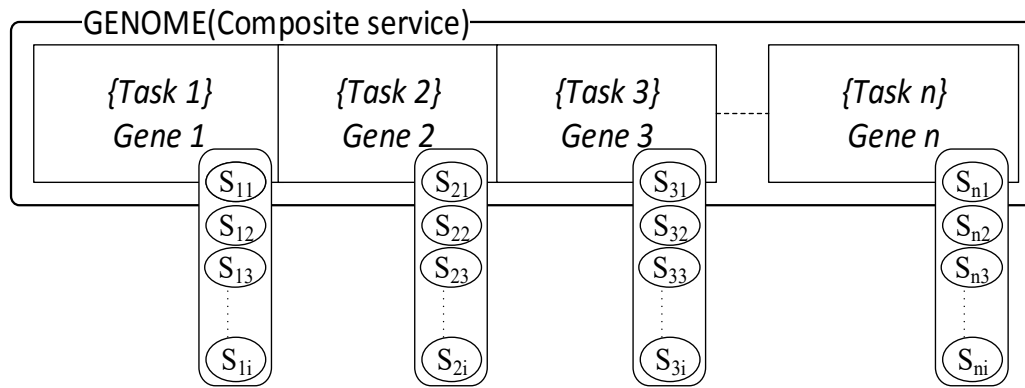 GENOME(Composite service)
{Task 1} {Task 2} {Task 3} {Task n}
Gene 1 Gene 2 Gene 3 Gene n
S₁₁ S₂₁ S₃₁ Sₙ₁
S₁₂ S₂₂ S₃₂ Sₙ₂
S₁₃ S₂₃ S₃₃ Sₙ₃
S₁ᵢ S₂ᵢ S₃ᵢ Sₙᵢ